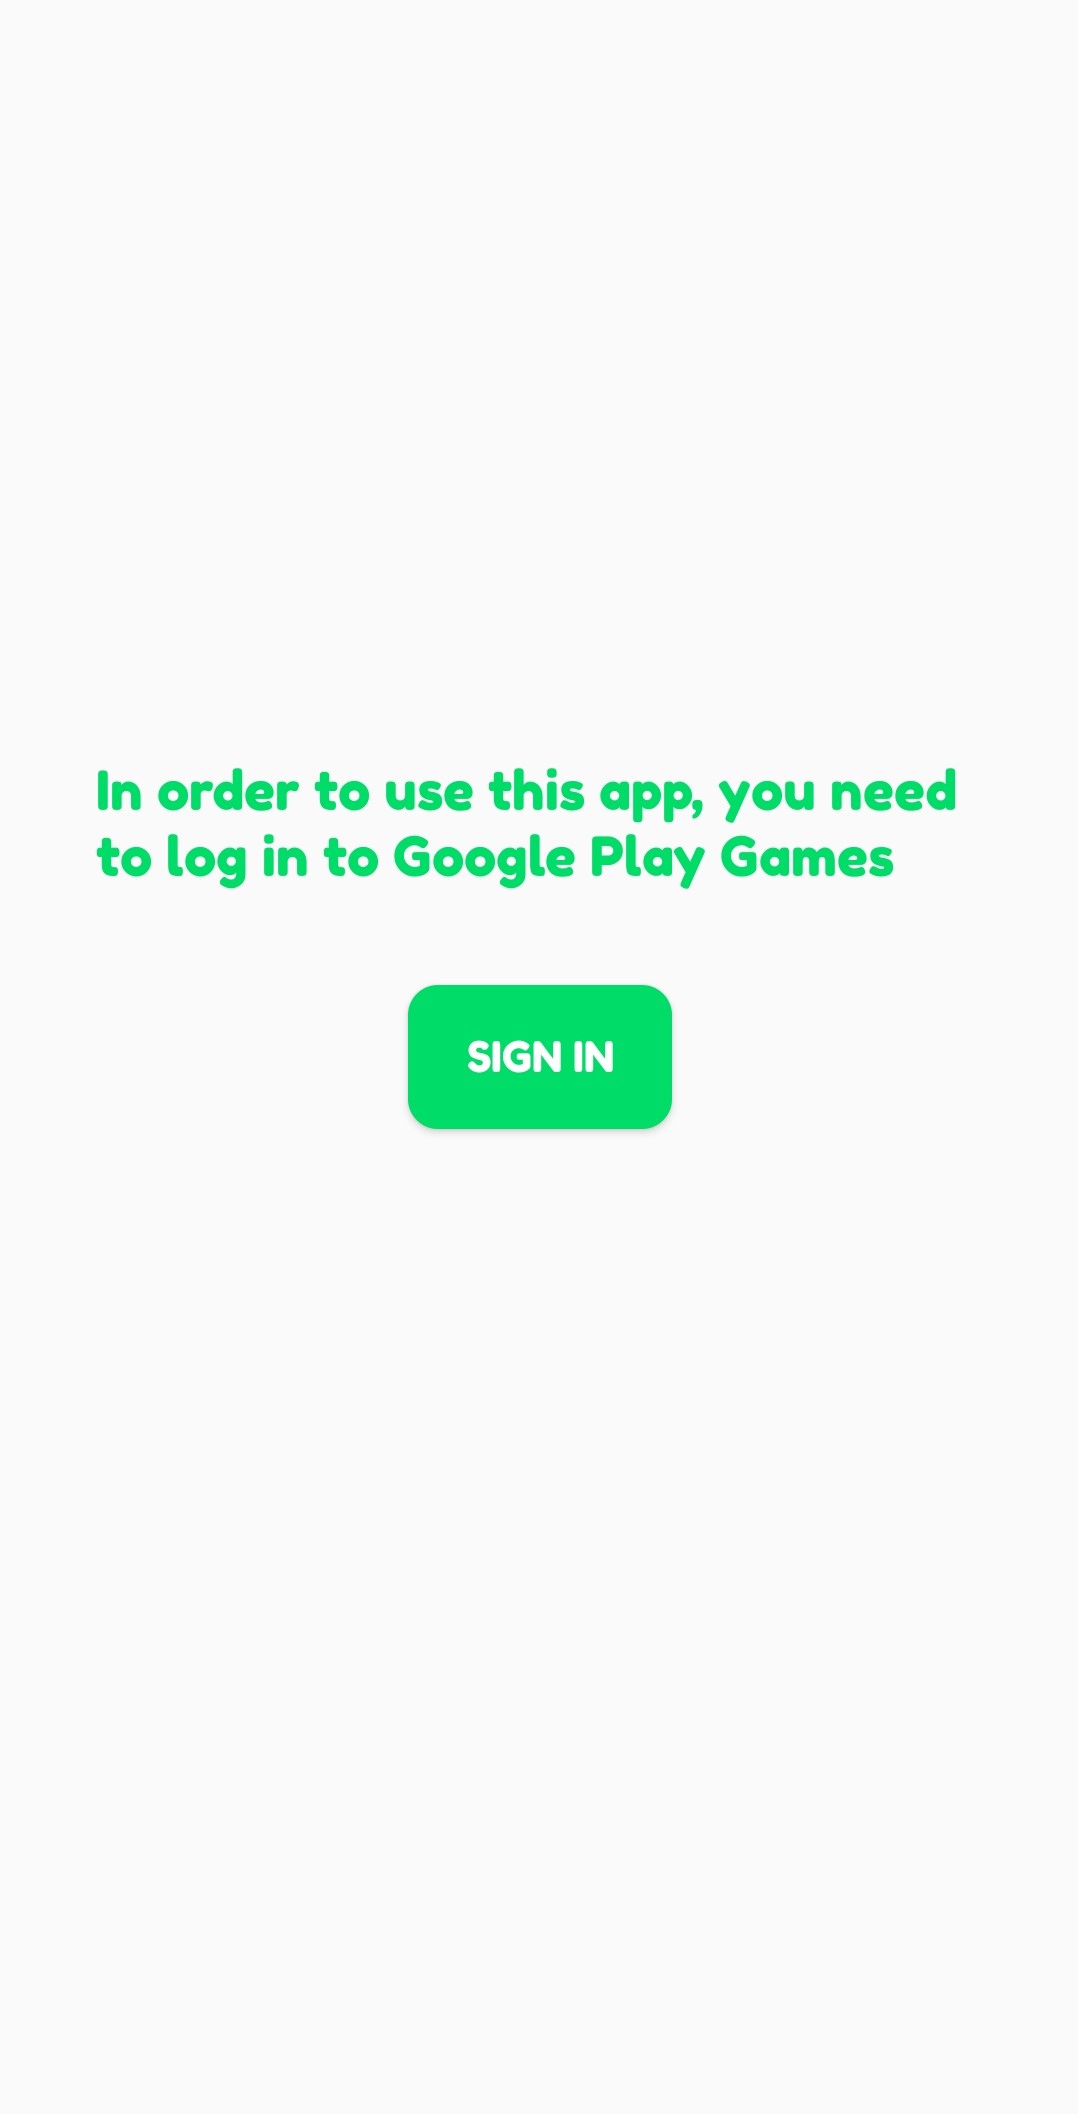 In order to use this app, you need
to log in to Google Play Games
SIGN IN